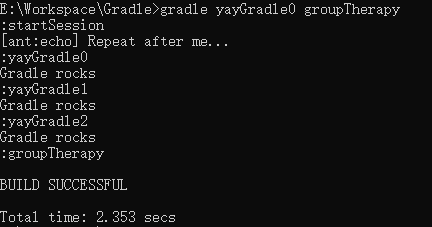 E:\Workspace\Gradle>gradle yayGradle0 groupTherapy
:startSession
[ant:echo] Repeat after me...
:yayGradle0
Gradle rocks
:yayGradle1
Gradle rocks
:yayGradle2
Gradle rocks
:groupTherapy
BUILD SUCCESSFUL
Total time: 2.353 secs